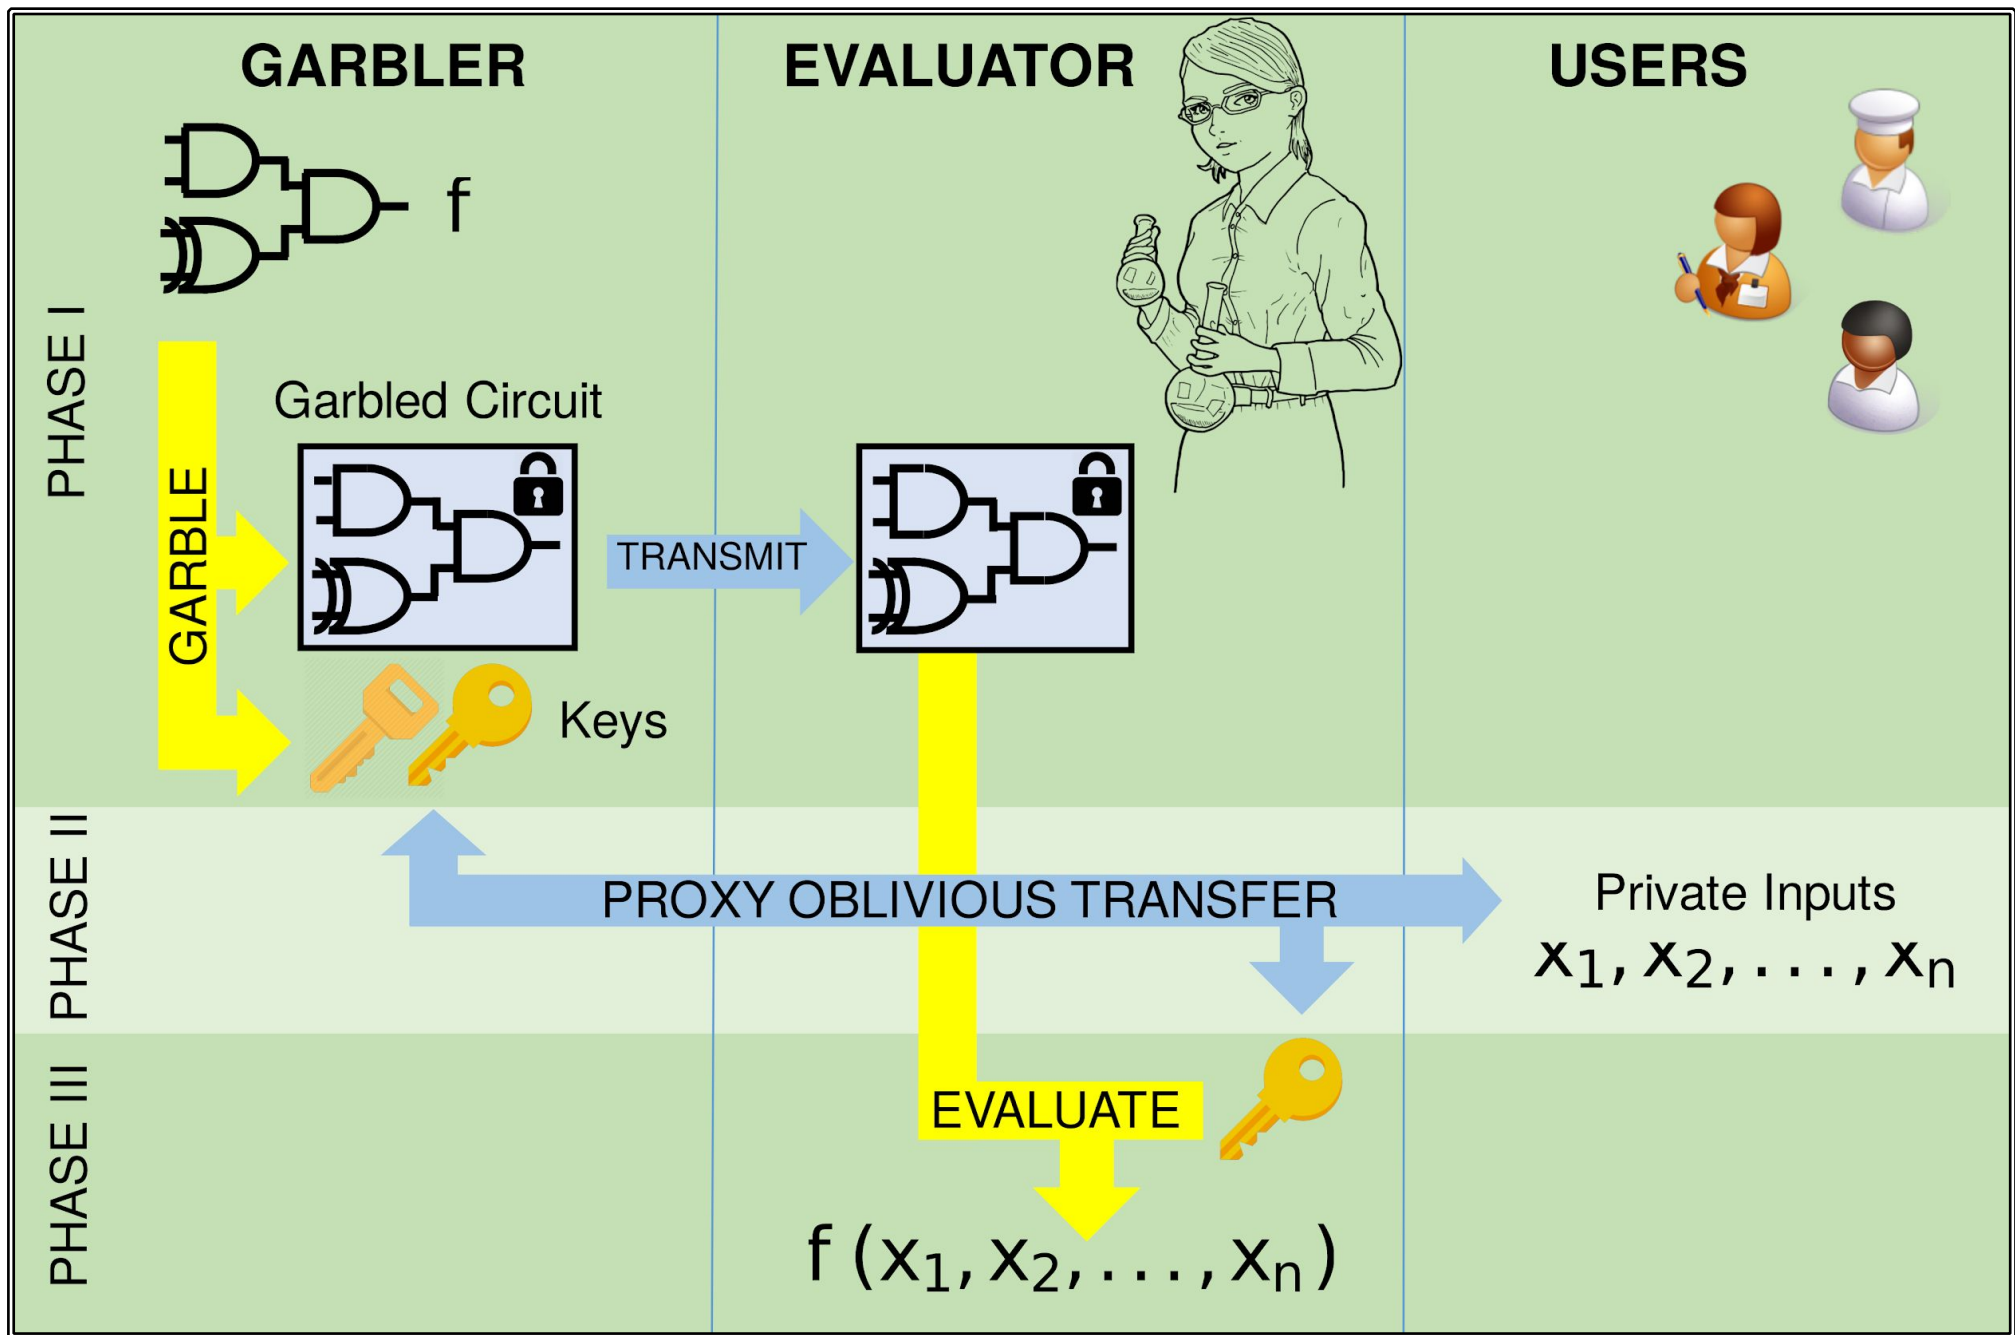 GARBLER
EVALUATOR
USERS
PHASE I
f
Garbled Circuit
GARBLE
TRANSMIT
Keys
PHASE II
PROXY OBLIVIOUS TRANSFER
Private Inputs
x₁, x₂, . . . , xₙ
PHASE III
EVALUATE
f (x₁, x₂, . . . , xₙ)